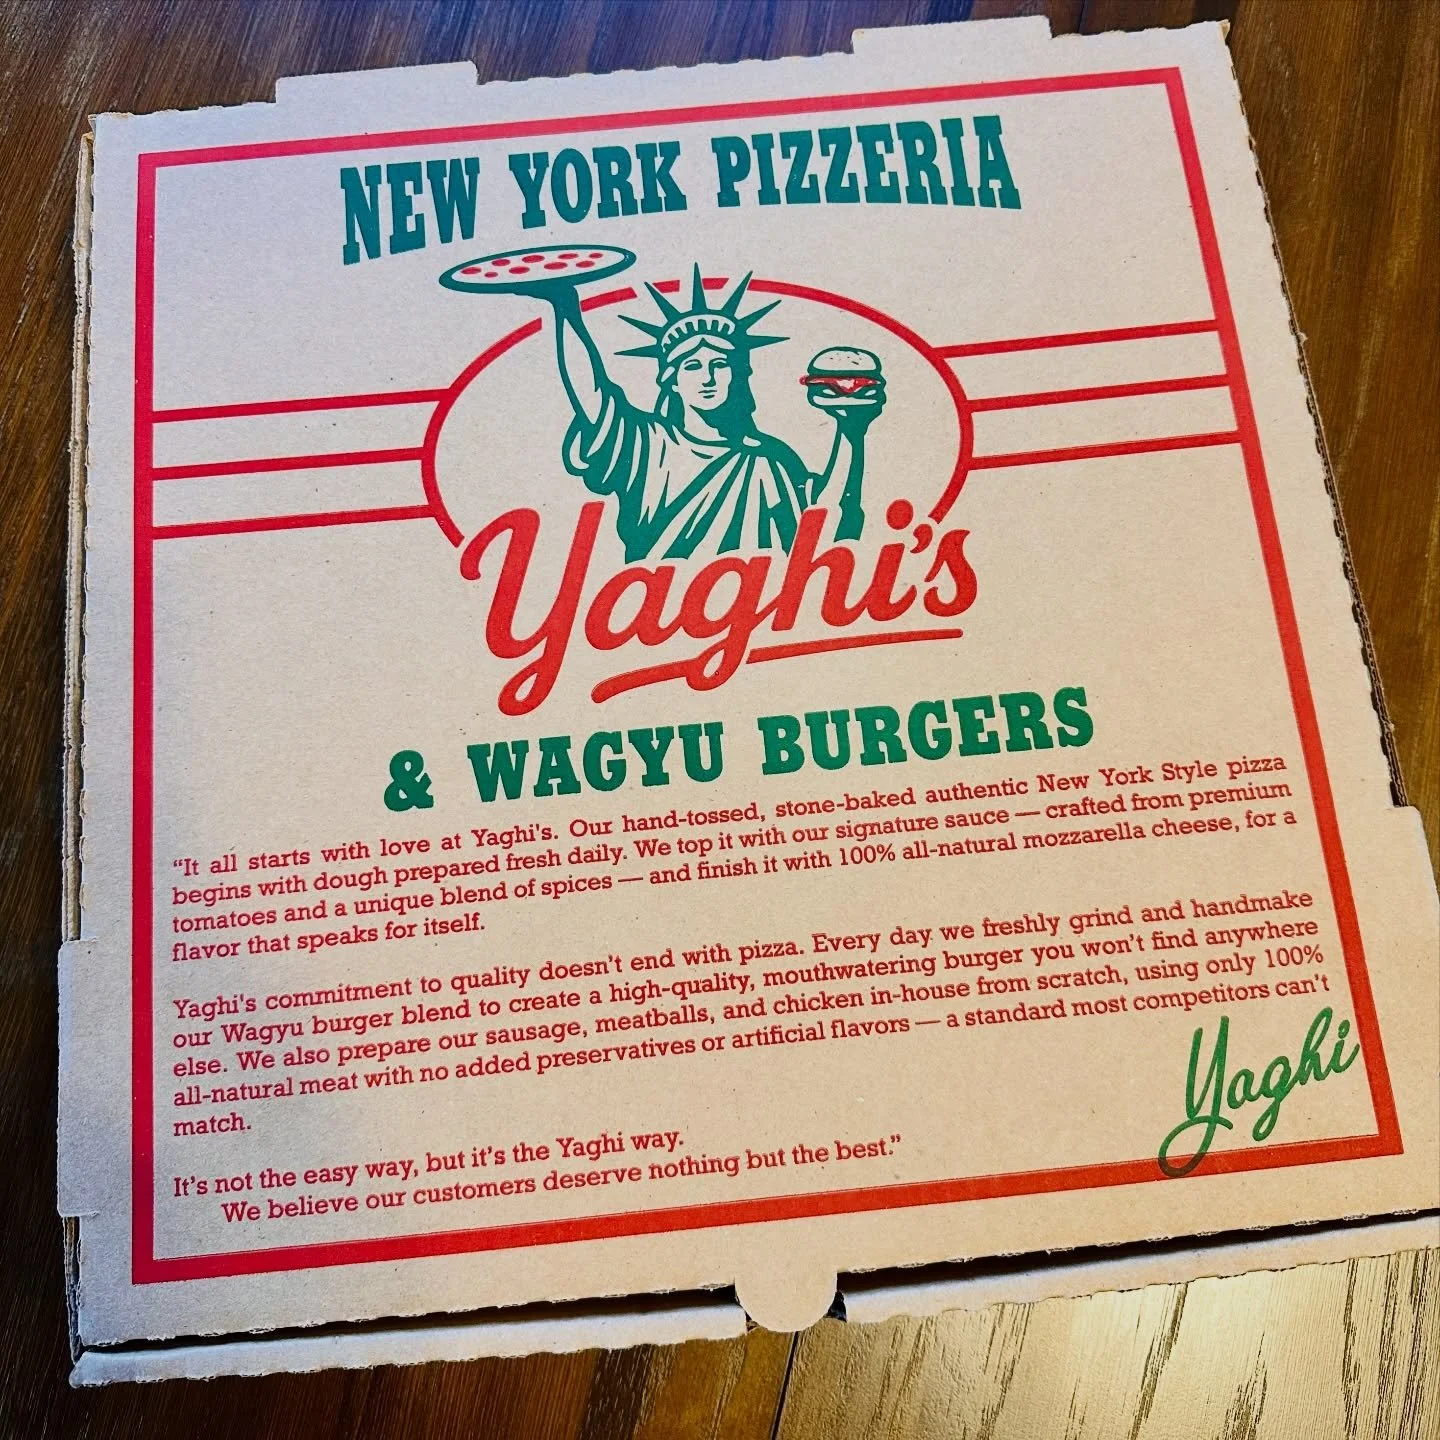 NEW YORK PIZZERIA
Yaghi's
& WAGYU BURGERS
“It all starts with love at Yaghi's. Our hand-tossed, stone-baked authentic New York Style pizza
begins with dough prepared fresh daily. We top it with our signature sauce — crafted from premium
tomatoes and a unique blend of spices — and finish it with 100% all-natural mozzarella cheese, for a
flavor that speaks for itself.
Yaghi's commitment to quality doesn’t end with pizza. Every day we freshly grind and handmake
our Wagyu burger blend to create a high-quality, mouthwatering burger you won’t find anywhere
else. We also prepare our sausage, meatballs, and chicken in-house from scratch, using only 100%
all-natural meat with no added preservatives or artificial flavors — a standard most competitors can’t
match.
It’s not the easy way, but it’s the Yaghi way.
We believe our customers deserve nothing but the best.”
Yaghi